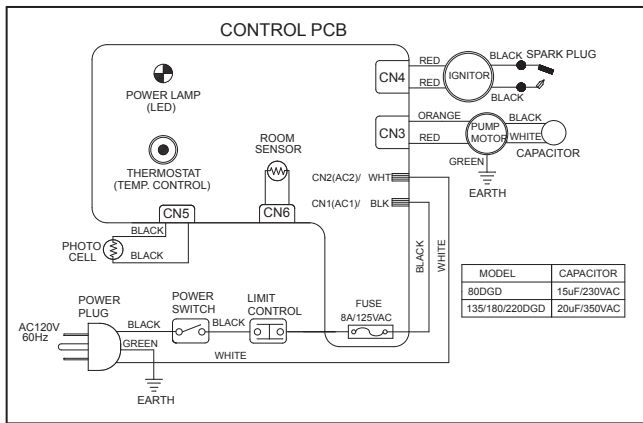 CONTROL PCB
POWER LAMP
(LED)
THERMOSTAT
(TEMP. CONTROL)
ROOM
SENSOR
CN4
RED
RED
IGNITOR
BLACK
SPARK PLUG
BLACK
CN3
ORANGE
RED
PUMP
MOTOR
BLACK
WHITE
CAPACITOR
GREEN
EARTH
CN2(AC2)/ WHT
CN1(AC1)/ BLK
CN5
CN6
BLACK
BLACK
PHOTO
CELL
BLACK
WHITE
MODEL CAPACITOR
80DGD 15uF/230VAC
135/180/220DGD 20uF/350VAC
POWER
PLUG
AC120V
60Hz
BLACK
GREEN
POWER
SWITCH
BLACK
LIMIT
CONTROL
FUSE
8A/125VAC
WHITE
EARTH